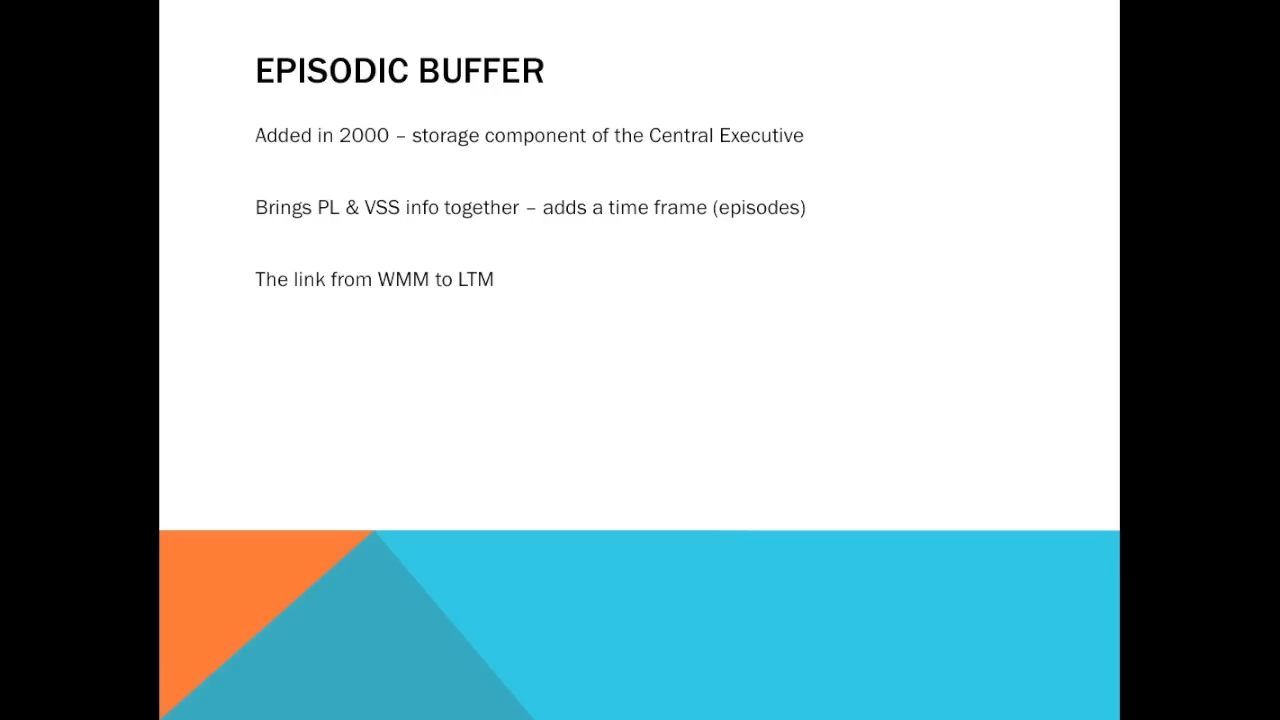 EPISODIC BUFFER
Added in 2000 – storage component of the Central Executive
Brings PL & VSS info together – adds a time frame (episodes)
The link from WMM to LTM